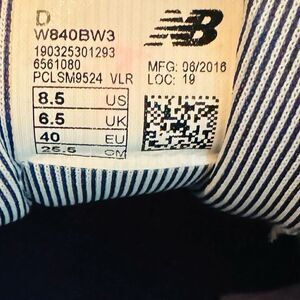 D
W840BW3
190325301293
6561080
PCLSM9524 VLR
NB
MFG: 06/2016
LOC: 19
8.5 US
6.5 UK
40 EU
25.5 CM